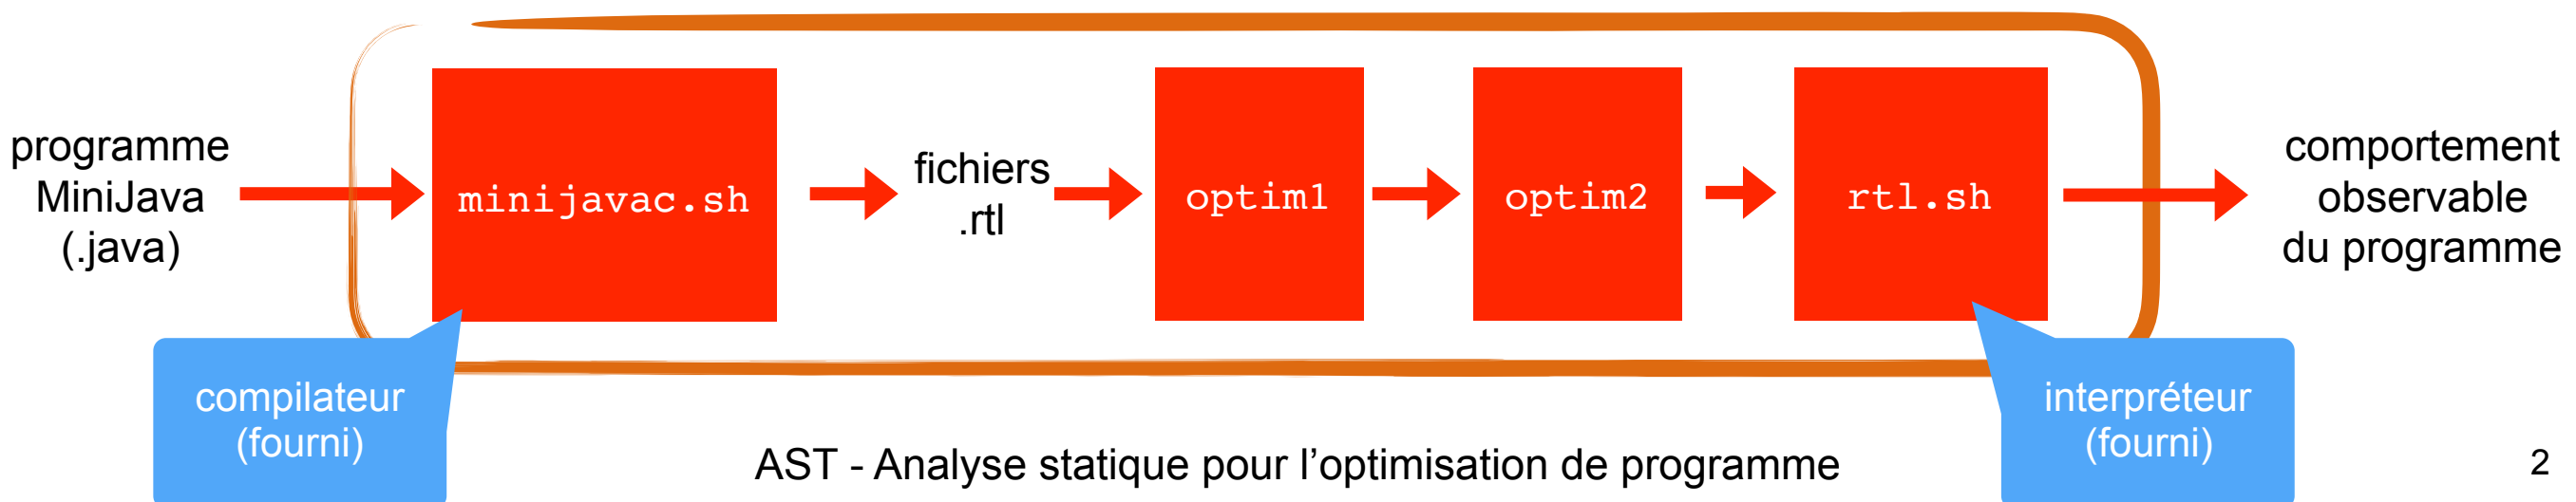 programme
MiniJava
(.java)
minijavac.sh
fichiers
.rtl
optim1
optim2
rtl.sh
comportement
observable
du programme
compilateur
(fourni)
interpréteur
(fourni)
AST - Analyse statique pour l’optimisation de programme
2